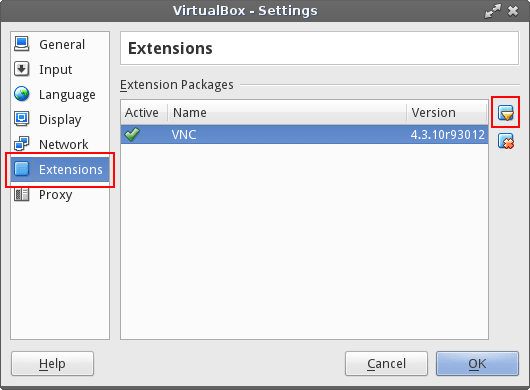 VirtualBox - Settings
General
Input
Language
Display
Network
Extensions
Proxy
Extensions
Extension Packages
Active Name Version
VNC 4.3.10r93012
Help Cancel OK